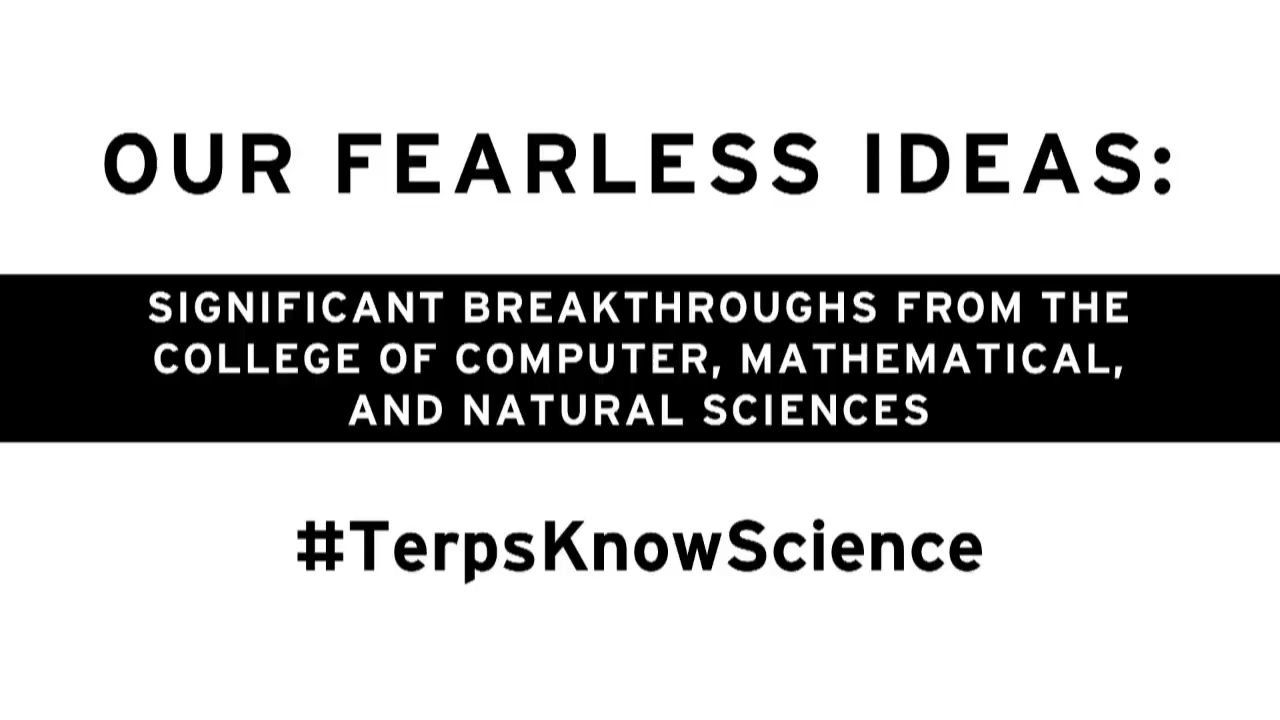 OUR FEARLESS IDEAS:
SIGNIFICANT BREAKTHROUGHS FROM THE
COLLEGE OF COMPUTER, MATHEMATICAL,
AND NATURAL SCIENCES
#TerpsKnowScience